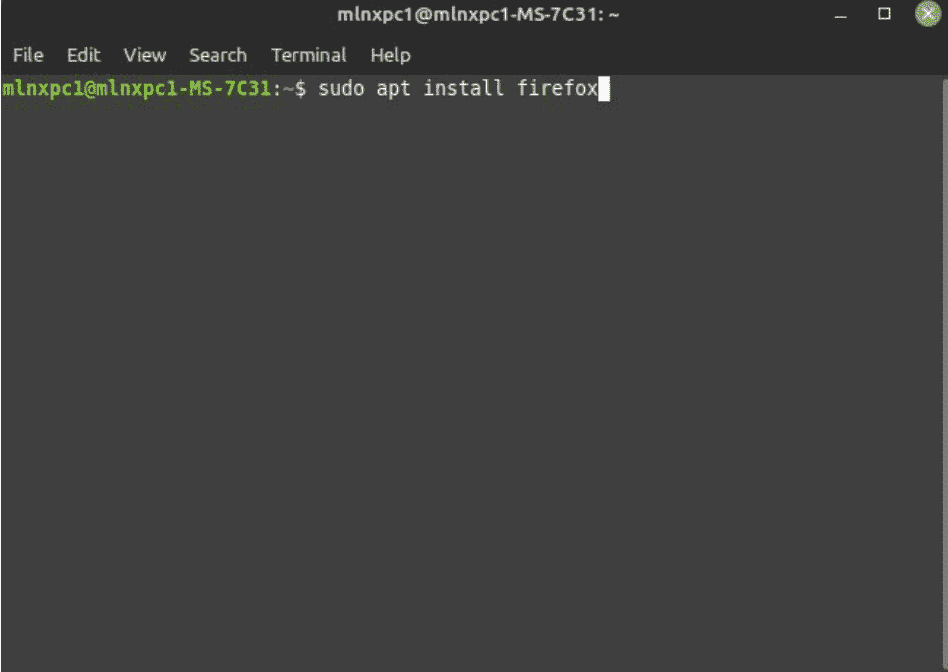 mlnxpc1@mlnxpc1-MS-7C31: ~
File Edit View Search Terminal Help
mlnxpc1@mlnxpc1-MS-7C31:~$ sudo apt install firefox